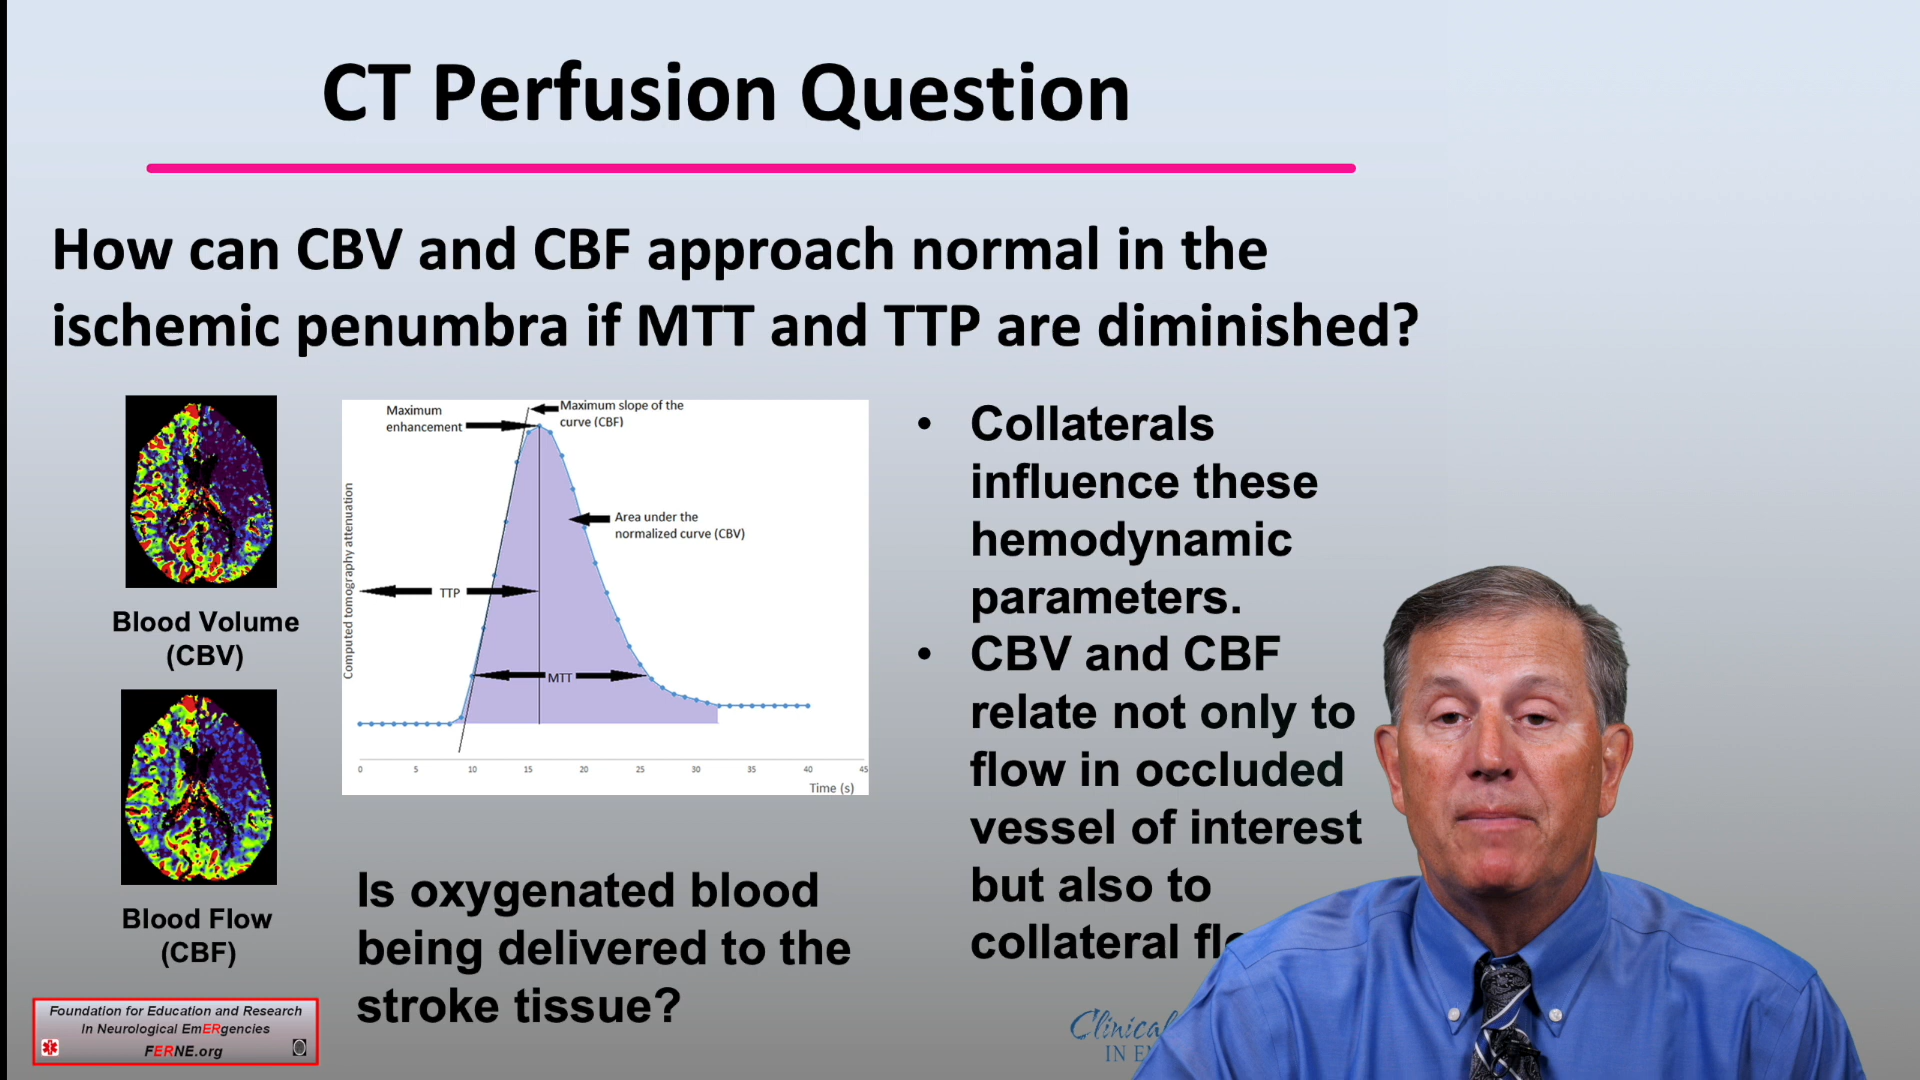 CT Perfusion Question
How can CBV and CBF approach normal in the
ischemic penumbra if MTT and TTP are diminished?
Blood Volume
(CBV)
Blood Flow
(CBF)
Maximum
enhancement
Maximum slope of the
curve (CBF)
Area under the
normalized curve (CBV)
TTP
MTT
Computed tomography attenuation
0 5 10 15 20 25 30 35 40 45
Time (s)
Is oxygenated blood
being delivered to the
stroke tissue?
• Collaterals
influence these
hemodynamic
parameters.
• CBV and CBF
relate not only to
flow in occluded
vessel of interest
but also to
collateral
Foundation for Education and Research
in Neurological EmERgencies
FERNE.org
Clinical
IN